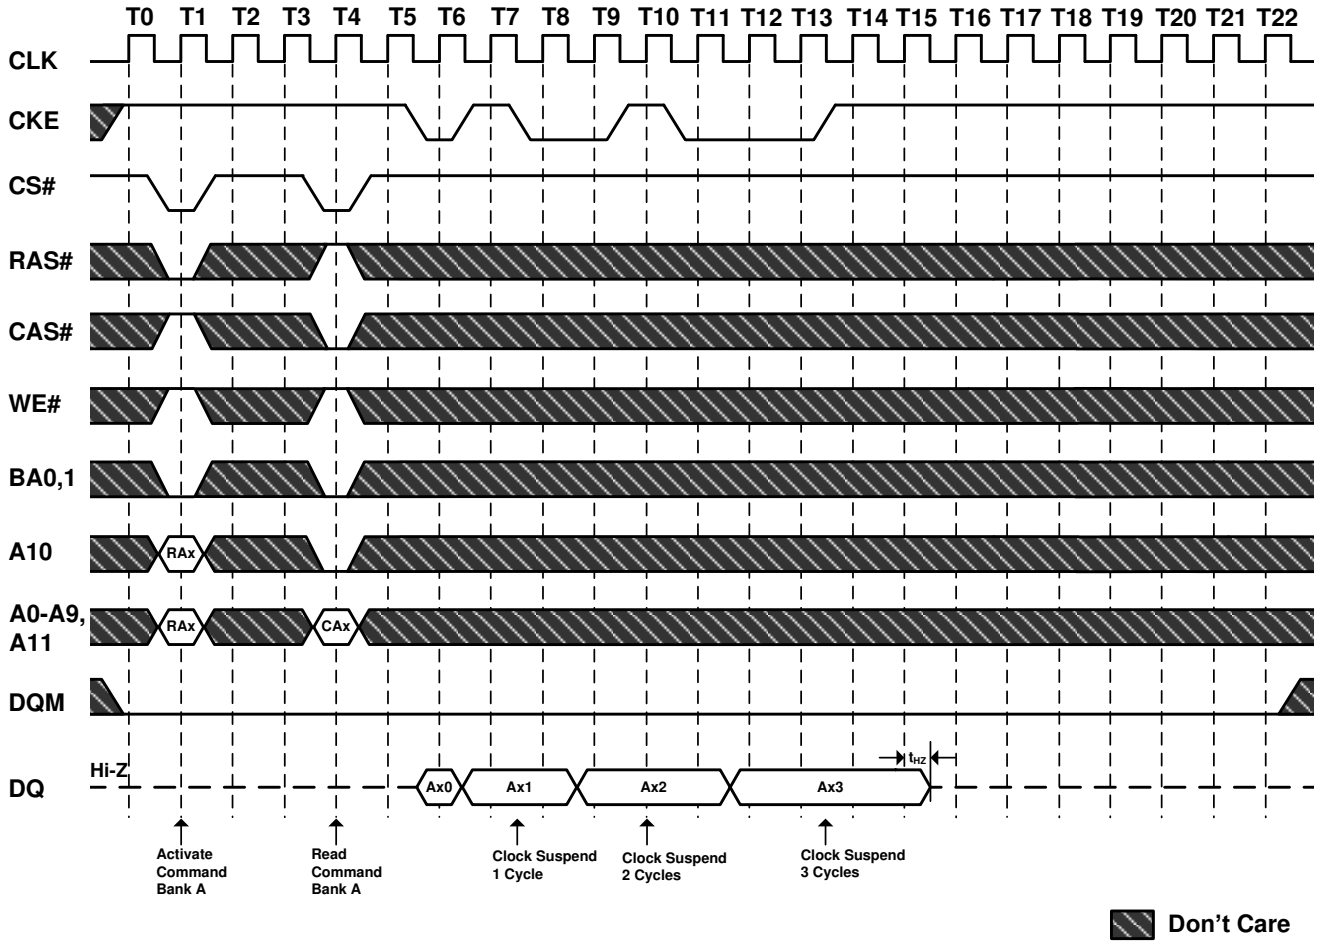 T0 T1 T2 T3 T4 T5 T6 T7 T8 T9 T10 T11 T12 T13 T14 T15 T16 T17 T18 T19 T20 T21 T22
CLK
CKE
CS#
RAS#
CAS#
WE#
BA0,1
A10 RAx
A0-A9, RAx CAx
A11
DQM
Hi-Z tHZ
DQ Ax0 Ax1 Ax2 Ax3
Activate
Command
Bank A
Read
Command
Bank A
Clock Suspend
1 Cycle
Clock Suspend
2 Cycles
Clock Suspend
3 Cycles
Don't Care